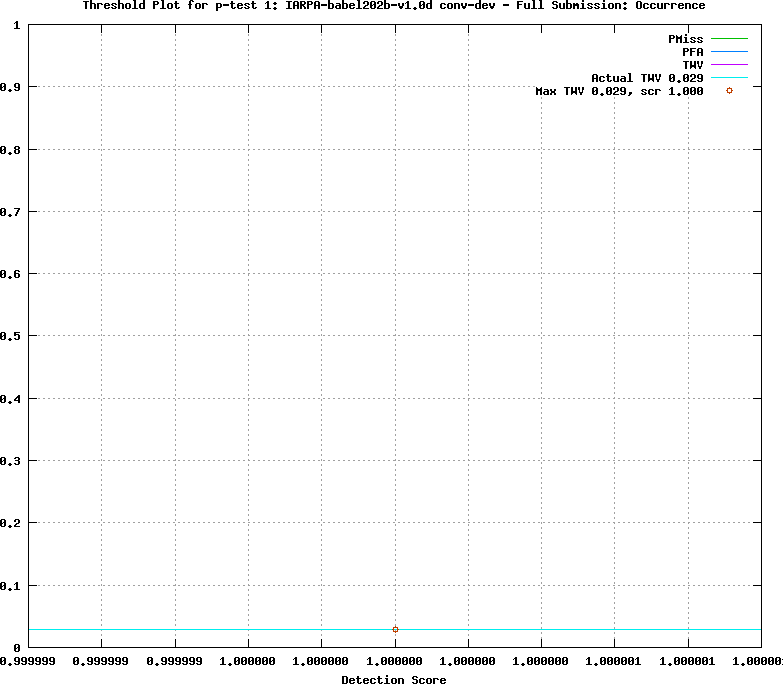 Threshold Plot for p-test 1: IARPA-babel202b-v1.0d conv-dev - Full Submission: Occurrence
1
PMiss
PFA
TWV
Actual TWV 0.029
Max TWV 0.029, scr 1.000
0.9
0.8
0.7
0.6
0.5
0.4
0.3
0.2
0.1
0
0.999999 0.999999 0.999999 1.000000 1.000000 1.000000 1.000000 1.000000 1.000001 1.000001 1.00000
Detection Score